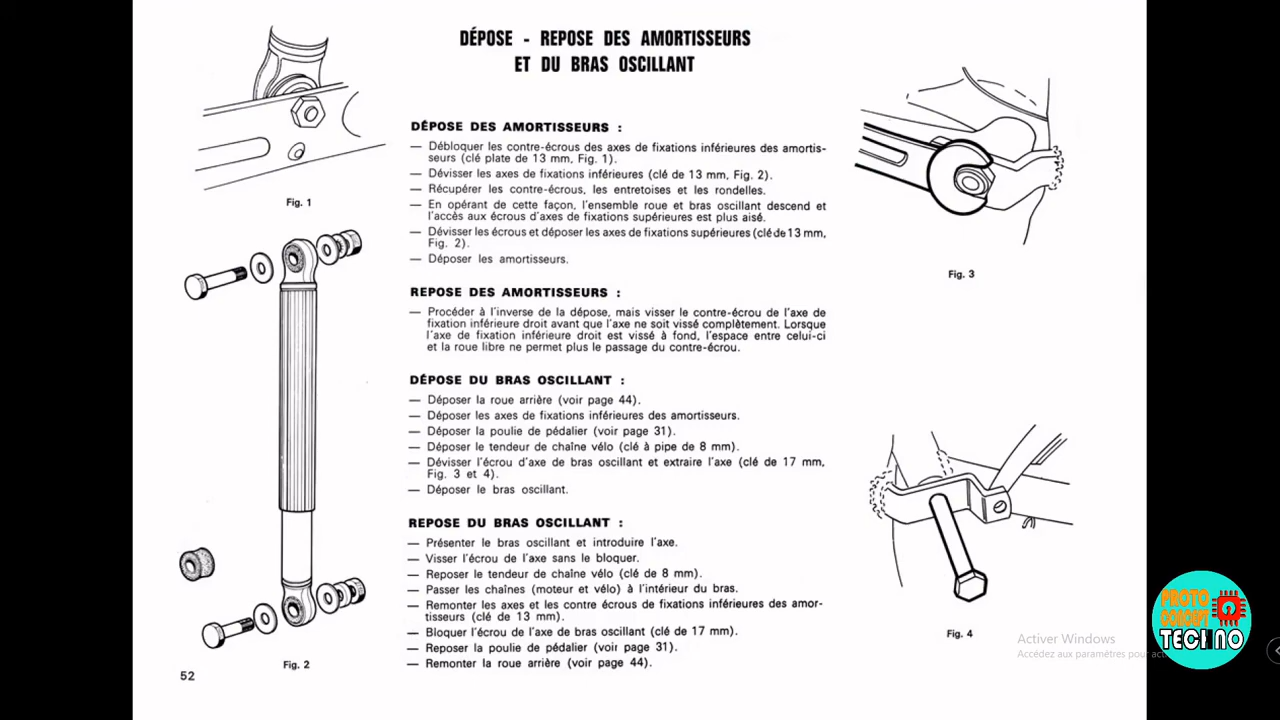 DÉPOSE - REPOSE DES AMORTISSEURS
ET DU BRAS OSCILLANT
Fig. 1
DÉPOSE DES AMORTISSEURS :
— Débloquer les contre-écrous des axes de fixations inférieures des amortis-
seurs (clé plate de 13 mm, Fig. 1).
— Dévisser les axes de fixations inférieures (clé de 13 mm, Fig. 2).
— Récupérer les contre-écrous, les entretoises et les rondelles.
— En opérant de cette façon, l'ensemble roue et bras oscillant descend et
l'accès aux écrous d'axes de fixations supérieures est plus aisé.
— Dévisser les écrous et déposer les axes de fixations supérieures (clé de 13 mm,
Fig. 2).
— Déposer les amortisseurs.
Fig. 3
REPOSE DES AMORTISSEURS :
— Procéder à l'inverse de la dépose, mais visser le contre-écrou de l'axe de
fixation inférieure droit avant que l'axe ne soit vissé complètement. Lorsque
l'axe de fixation inférieure droit est vissé à fond, l'espace entre celui-ci
et la roue libre ne permet plus le passage du contre-écrou.
DÉPOSE DU BRAS OSCILLANT :
— Déposer la roue arrière (voir page 44).
— Déposer les axes de fixations inférieures des amortisseurs.
— Déposer la poulie de pédalier (voir page 31).
— Déposer le tendeur de chaîne vélo (clé à pipe de 8 mm).
— Dévisser l'écrou d'axe de bras oscillant et extraire l'axe (clé de 17 mm,
Fig. 3 et 4).
— Déposer le bras oscillant.
REPOSE DU BRAS OSCILLANT :
— Présenter le bras oscillant et introduire l'axe.
— Visser l'écrou de l'axe sans le bloquer.
— Reposer le tendeur de chaîne vélo (clé de 8 mm).
— Passer les chaînes (moteur et vélo) à l'intérieur du bras.
— Remonter les axes et les contre écrous de fixations inférieures des amor-
tisseurs (clé de 13 mm).
— Bloquer l'écrou de l'axe de bras oscillant (clé de 17 mm).
— Reposer la poulie de pédalier (voir page 31).
— Remonter la roue arrière (voir page 44).
Fig. 2
Fig. 4
52
Activer Windows
Accédez aux paramètres pour act
PROTO
CONCEPT
TECHNO